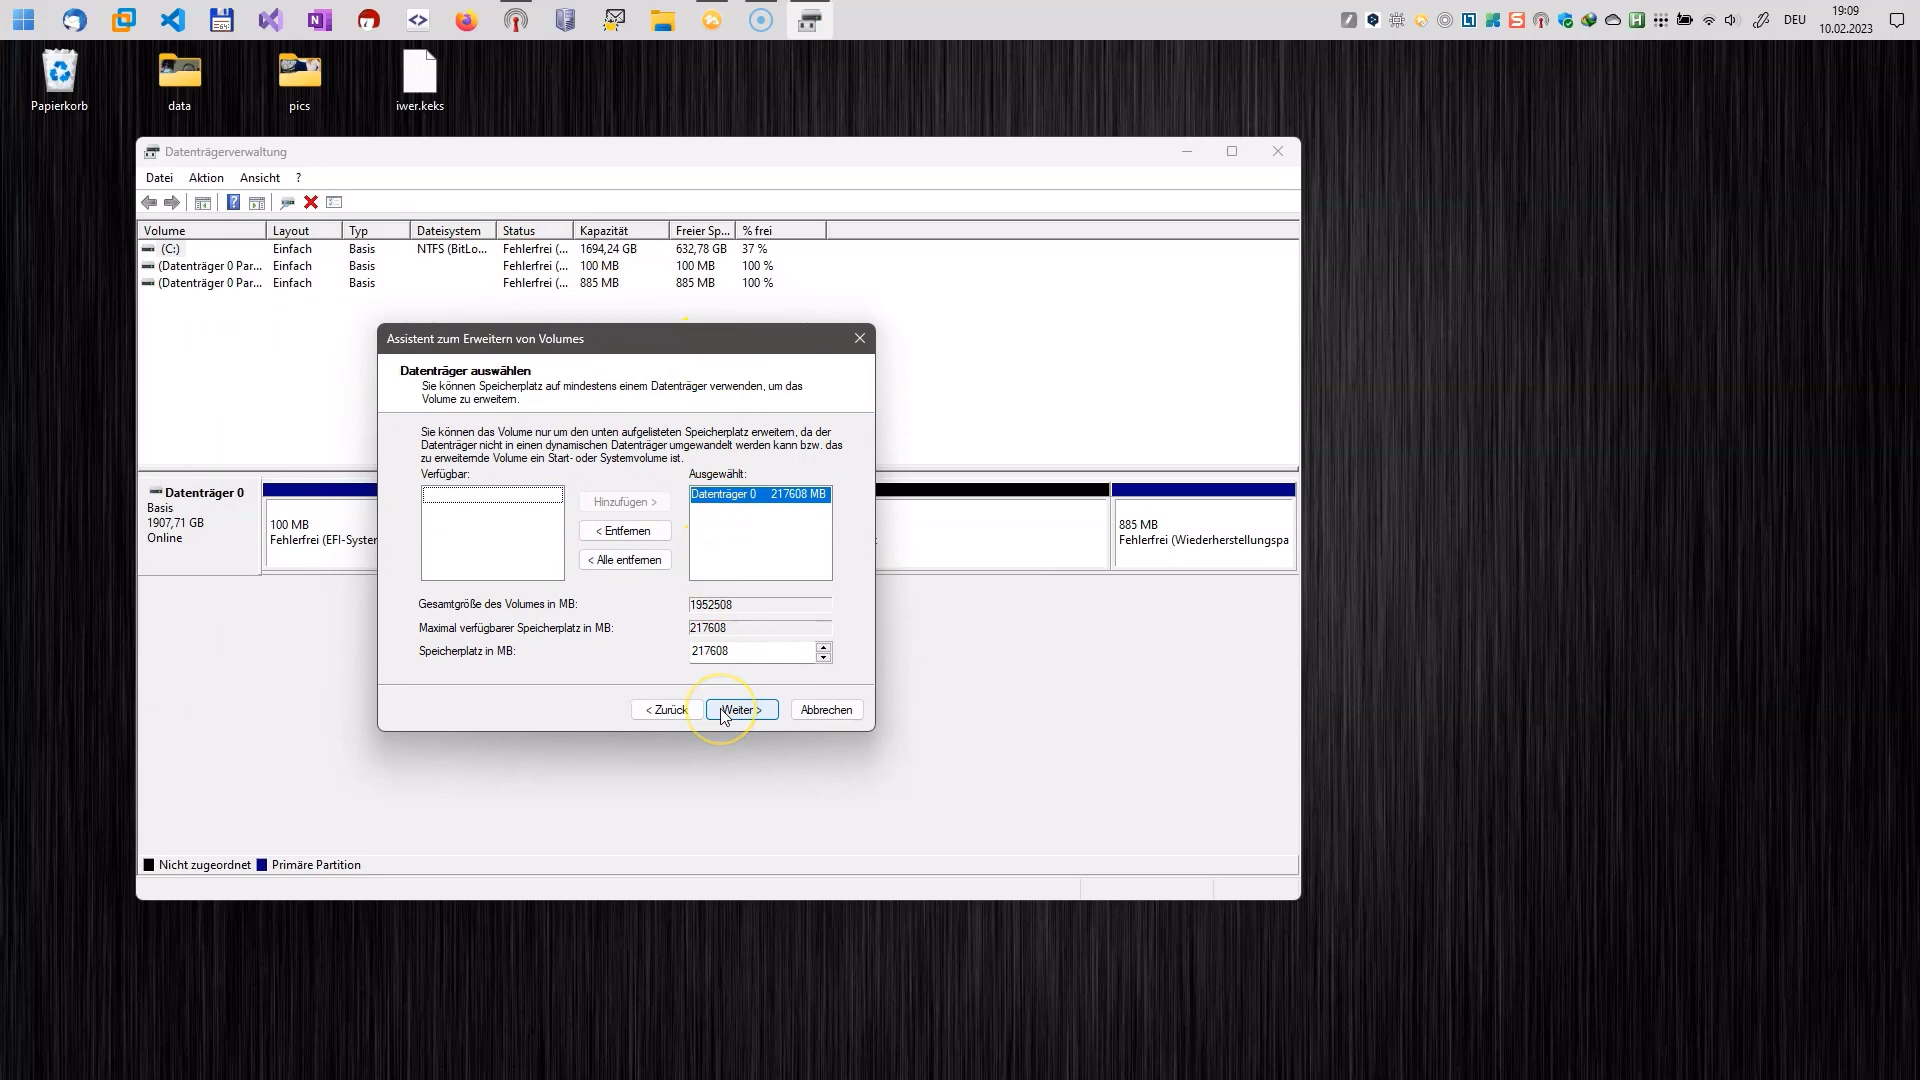 19:09
DEU
10.02.2023
Papierkorb
data
pics
iwer.keks
Datenträgerverwaltung
Datei Aktion Ansicht ?
Volume Layout Typ Dateisystem Status Kapazität Freier Sp... % frei
(C:) Einfach Basis NTFS (BitLo... Fehlerfrei (... 1694,24 GB 632,78 GB 37 %
(Datenträger 0 Par... Einfach Basis Fehlerfrei (... 100 MB 100 MB 100 %
(Datenträger 0 Par... Einfach Basis Fehlerfrei (... 885 MB 885 MB 100 %
Assistent zum Erweitern von Volumes
Datenträger auswählen
Sie können Speicherplatz auf mindestens einem Datenträger verwenden, um das
Volume zu erweitern.
Sie können das Volume nur um den unten aufgelisteten Speicherplatz erweitern, da der
Datenträger nicht in einen dynamischen Datenträger umgewandelt werden kann bzw. das
zu erweiternde Volume ein Start- oder Systemvolume ist.
Verfügbar: Ausgewählt:
Datenträger 0 217608 MB
Hinzufügen >
< Entfernen
< Alle entfernen
Gesamtgröße des Volumes in MB: 1952508
Maximal verfügbarer Speicherplatz in MB: 217608
Speicherplatz in MB: 217608
< Zurück Weiter > Abbrechen
Datenträger 0
Basis
1907,71 GB
Online
100 MB
Fehlerfrei (EFI-Syster
885 MB
Fehlerfrei (Wiederherstellungspa
Nicht zugeordnet Primäre Partition